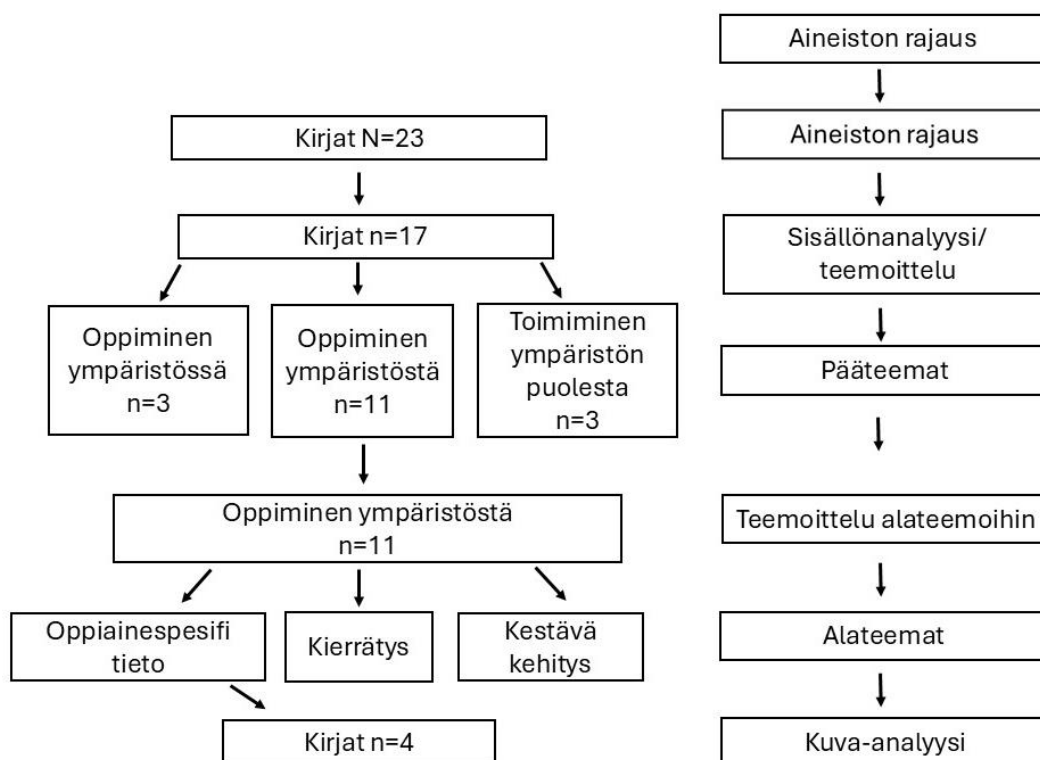 Kirjat N=23
Kirjat n=17
Oppiminen
ympäristössä
n=3
Oppiminen
ympäristöstä
n=11
Toimiminen
ympäristön
puolesta
n=3
Oppiminen ympäristöstä
n=11
Oppiainespesifi
tieto
Kierrätys
Kestävä
kehitys
Kirjat n=4
Aineiston rajaus
Aineiston rajaus
Sisällönanalyysi/
teemoittelu
Pääteemat
Teemoittelu alateemoihin
Alateemat
Kuva-analyysi